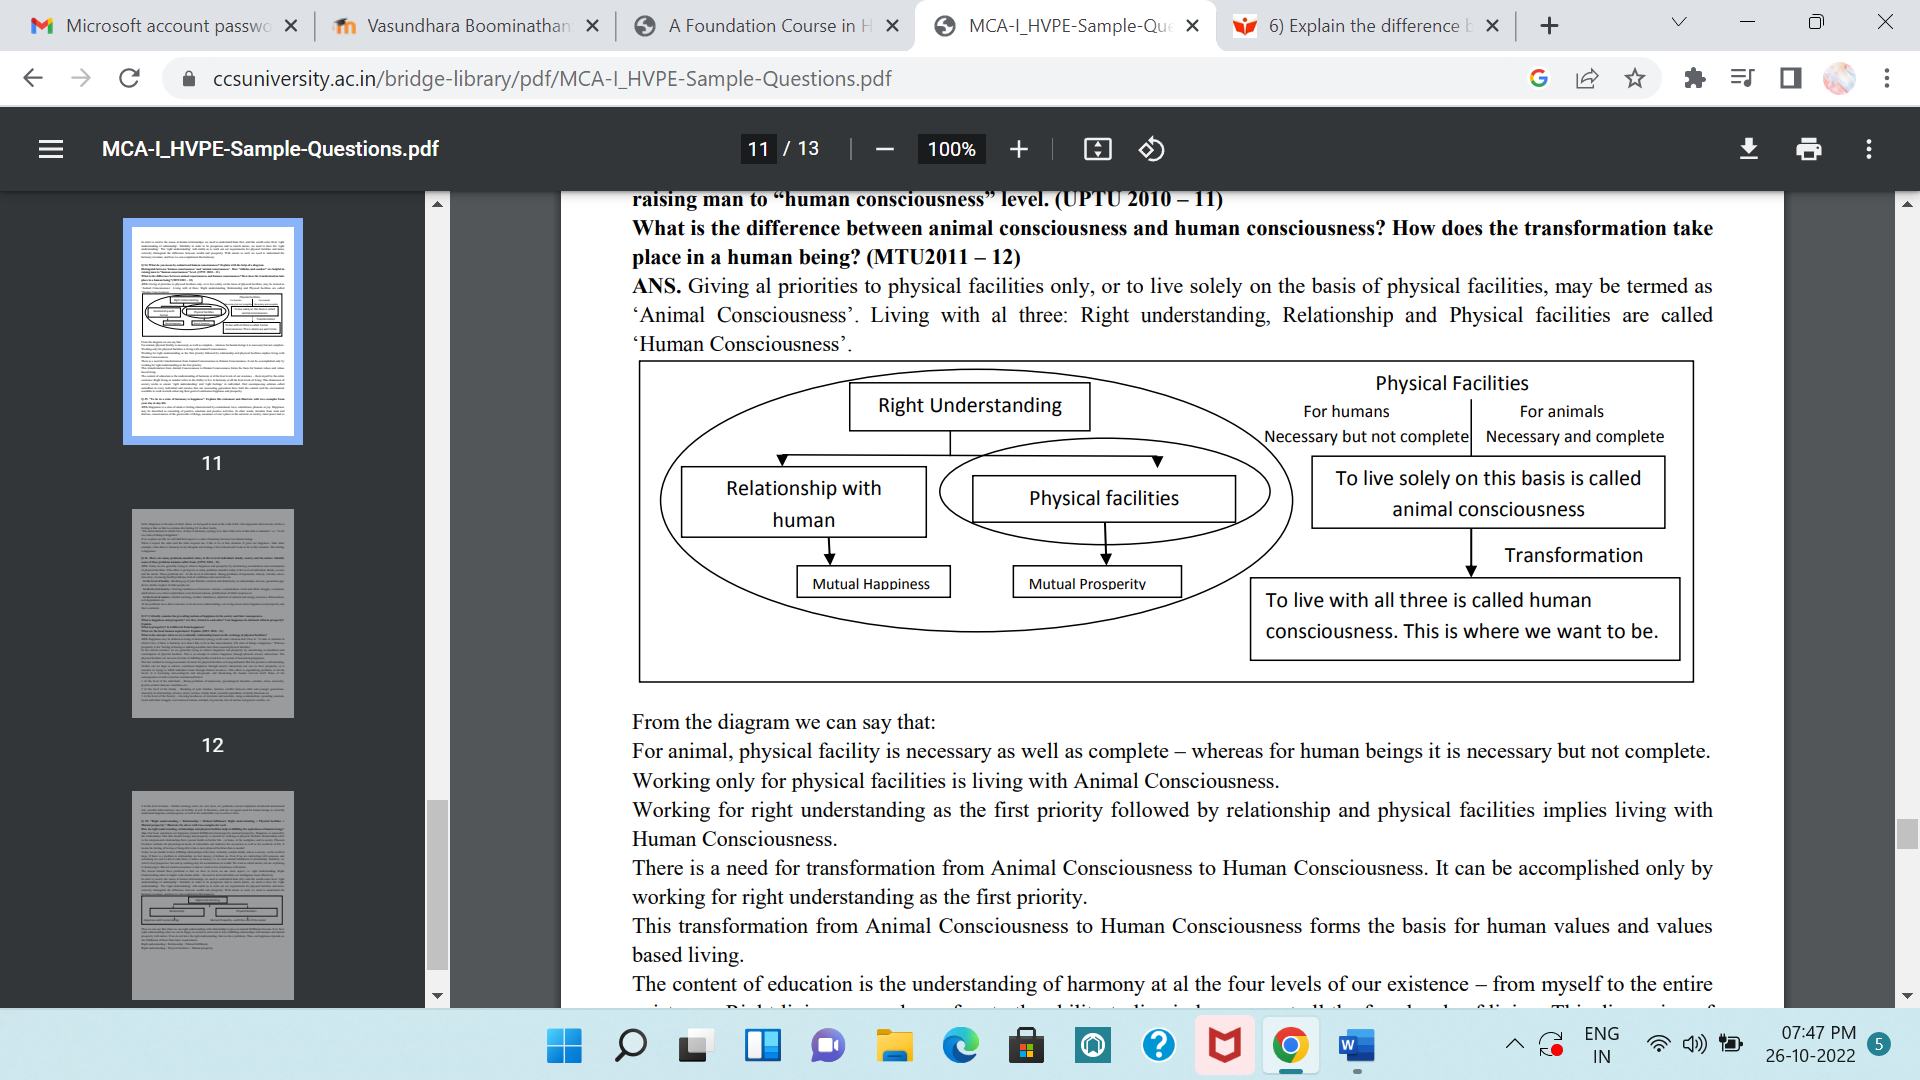 Microsoft account passwo
Vasundhara Boominathan
A Foundation Course in H
MCA-I_HVPE-Sample-Que
6) Explain the difference b
ccsuniversity.ac.in/bridge-library/pdf/MCA-I_HVPE-Sample-Questions.pdf
MCA-I_HVPE-Sample-Questions.pdf
11 / 13
100%
11
12
raising man to “human consciousness” level. (UPTU 2010 – 11)
What is the difference between animal consciousness and human consciousness? How does the transformation take
place in a human being? (MTU2011 – 12)
ANS. Giving al priorities to physical facilities only, or to live solely on the basis of physical facilities, may be termed as
‘Animal Consciousness’. Living with al three: Right understanding, Relationship and Physical facilities are called
‘Human Consciousness’.
Right Understanding
Relationship with
human
Physical facilities
Mutual Happiness
Mutual Prosperity
Physical Facilities
For humans
Necessary but not complete
For animals
Necessary and complete
To live solely on this basis is called
animal consciousness
Transformation
To live with all three is called human
consciousness. This is where we want to be.
From the diagram we can say that:
For animal, physical facility is necessary as well as complete – whereas for human beings it is necessary but not complete.
Working only for physical facilities is living with Animal Consciousness.
Working for right understanding as the first priority followed by relationship and physical facilities implies living with
Human Consciousness.
There is a need for transformation from Animal Consciousness to Human Consciousness. It can be accomplished only by
working for right understanding as the first priority.
This transformation from Animal Consciousness to Human Consciousness forms the basis for human values and values
based living.
The content of education is the understanding of harmony at al the four levels of our existence – from myself to the entire
ENG
IN
07:47 PM
26-10-2022
5